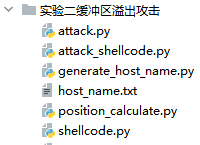 实验二缓冲区溢出攻击
attack.py
attack_shellcode.py
generate_host_name.py
host_name.txt
position_calculate.py
shellcode.py